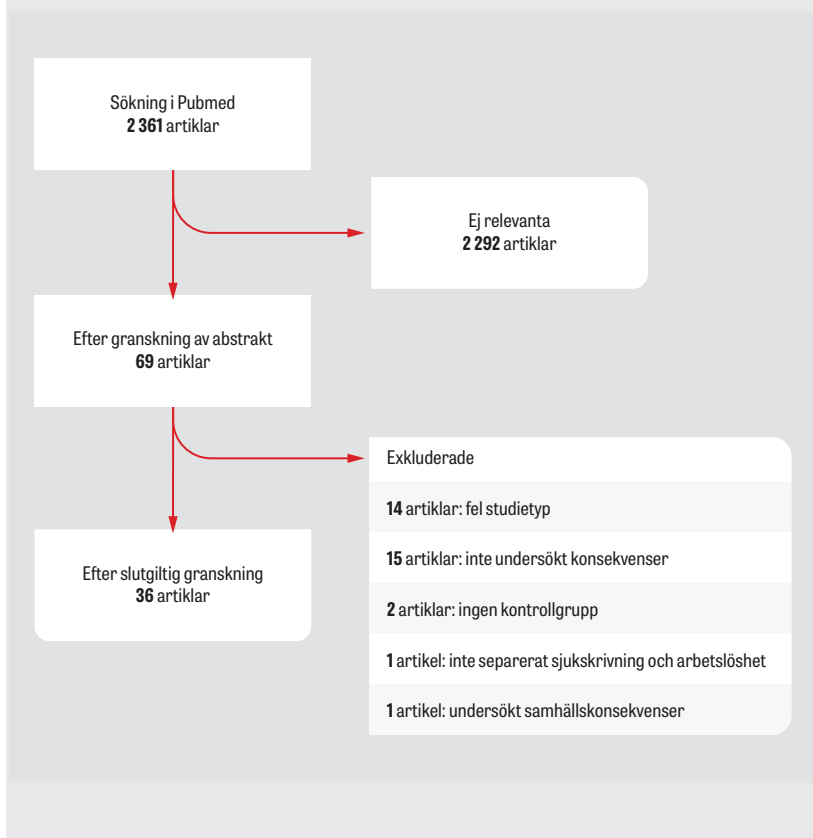 Sökning i Pubmed
2 361 artiklar
Ej relevanta
2 292 artiklar
Efter granskning av abstrakt
69 artiklar
Exkluderade
14 artiklar: fel studietyp
15 artiklar: inte undersökt konsekvenser
2 artiklar: ingen kontrollgrupp
1 artikel: inte separerat sjukskrivning och arbetslöshet
1 artikel: undersökt samhällskonsekvenser
Efter slutgiltig granskning
36 artiklar